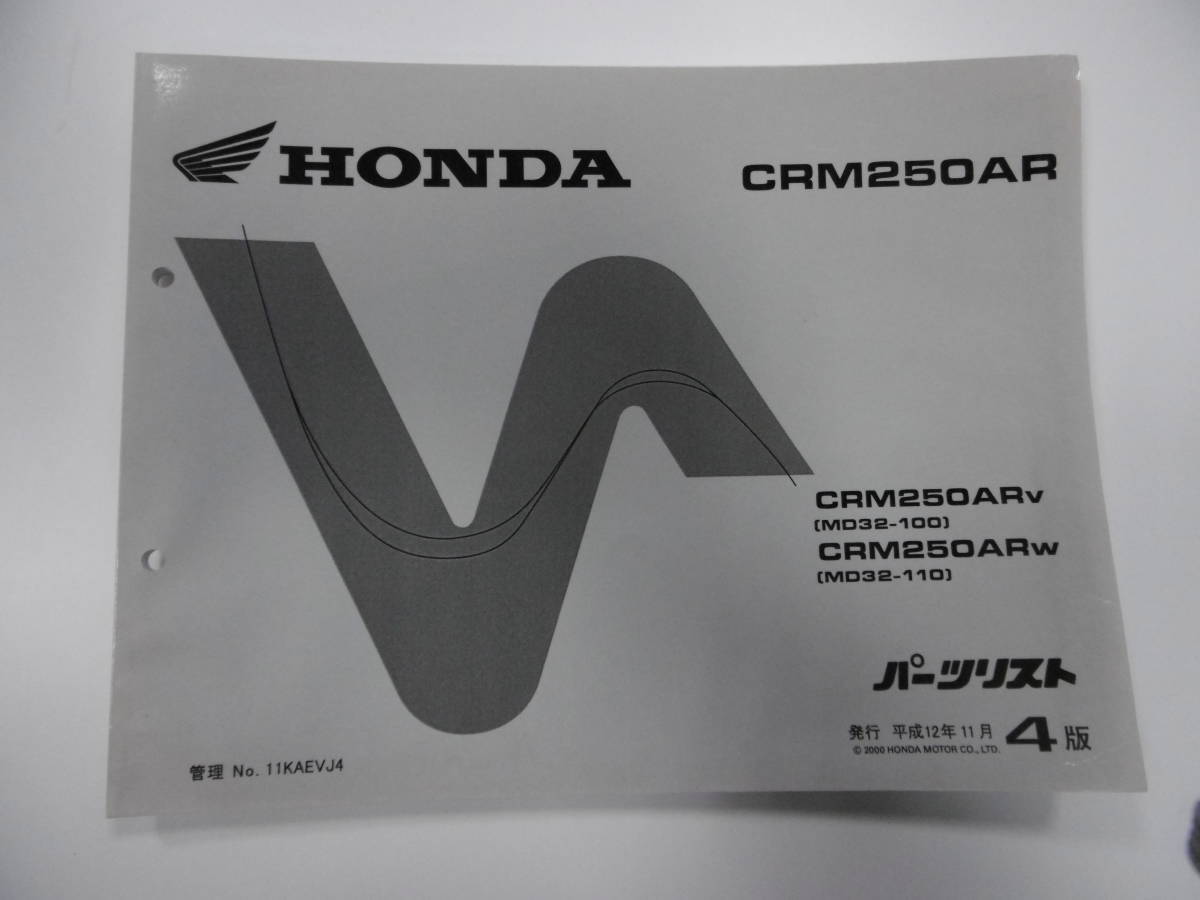 HONDA
CRM250AR
CRM250ARV
(MD32-100)
CRM250ARW
(MD32-110)
パーツリスト
発行 平成12年11月 4版
© 2000 HONDA MOTOR CO., LTD.
管理 No. 11KAEVJ4